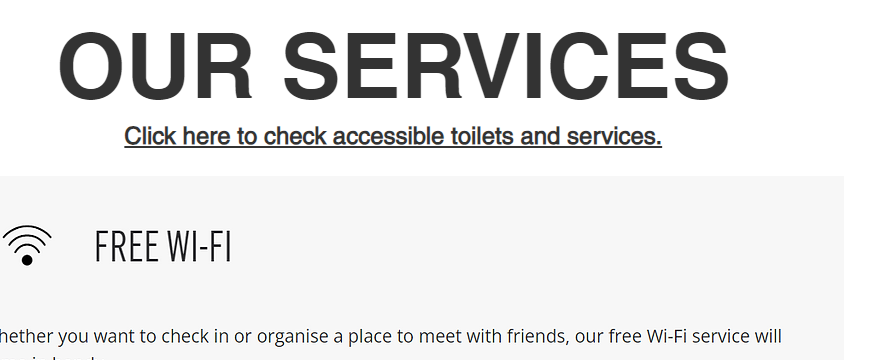 OUR SERVICES
Click here to check accessible toilets and services.
FREE WI-FI
you want to check in or organise a place to meet with friends, our free Wi-Fi service will